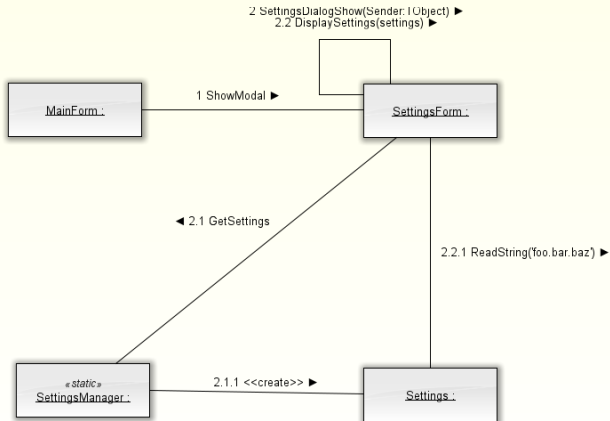 2 SettingsDialogShow(Sender: TObject) ►
2.2 DisplaySettings(settings) ►
1 ShowModal ►
MainForm :
SettingsForm :
◄ 2.1 GetSettings
2.2.1 ReadString('foo.bar.baz') ►
«static»
SettingsManager :
2.1.1 <<create>> ►
Settings :